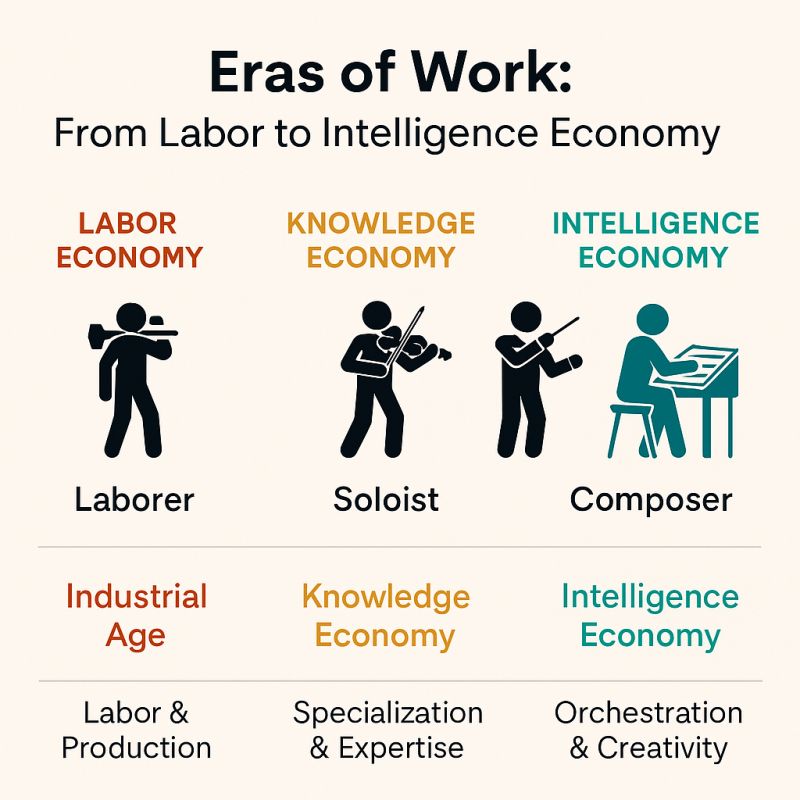 Eras of Work:
From Labor to Intelligence Economy
LABOR
ECONOMY
KNOWLEDGE
ECONOMY
INTELLIGENCE
ECONOMY
Laborer
Soloist
Composer
Industrial
Age
Knowledge
Economy
Intelligence
Economy
Labor &
Production
Specialization
& Expertise
Orchestration
& Creativity